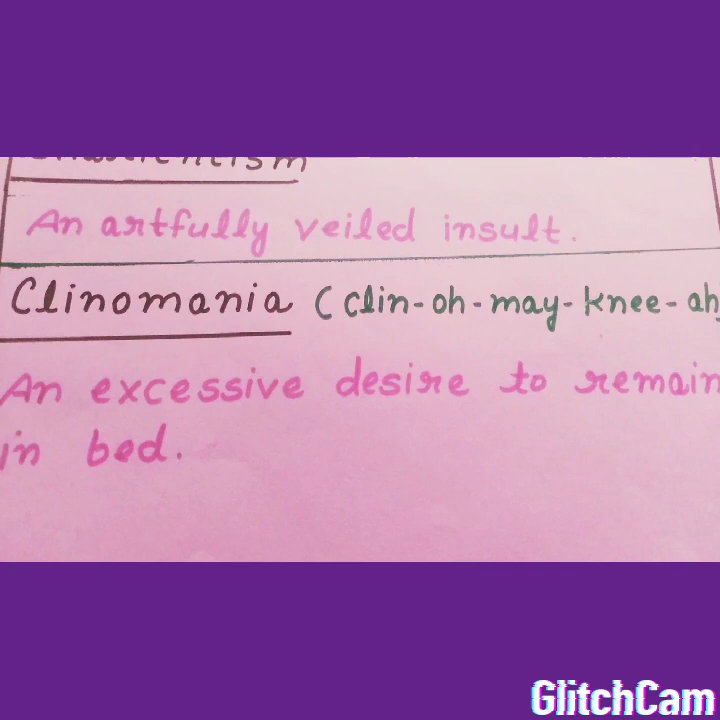 An artfully veiled insult.
Clinomania (clin-oh-may-knee-ah)
An excessive desire to remain
in bed.
GlitchCam